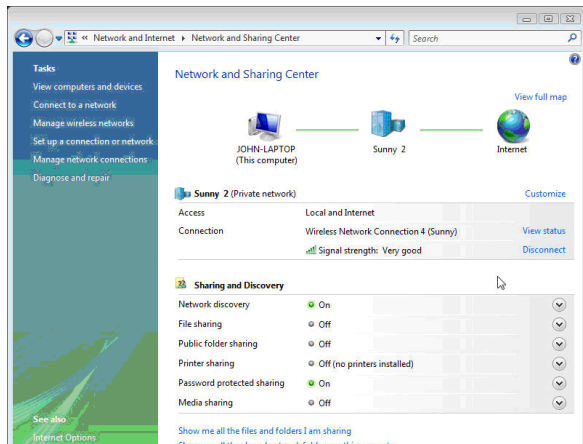 « Network and Internet ▸ Network and Sharing Center
Search
Tasks
View computers and devices
Connect to a network
Manage wireless networks
Set up a connection or network
Manage network connections
Diagnose and repair
See also
Internet Options
Network and Sharing Center
View full map
JOHN-LAPTOP
(This computer)
Sunny 2
Internet
Sunny 2 (Private network)
Customize
Access Local and Internet
Connection Wireless Network Connection 4 (Sunny) View status
Signal strength: Very good Disconnect
Sharing and Discovery
Network discovery On
File sharing Off
Public folder sharing Off
Printer sharing Off (no printers installed)
Password protected sharing On
Media sharing Off
Show me all the files and folders I am sharing